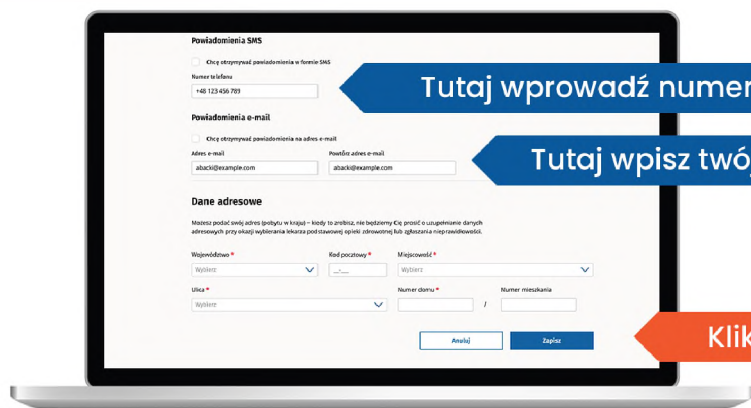 Powiadomienia SMS
Chcę otrzymywać powiadomienia w formie SMS
Numer telefonu
+48 123 456 789
Tutaj wprowadź numer
Powiadomienia e-mail
Chcę otrzymywać powiadomienia na adres e-mail
Adres e-mail Powtórz adres e-mail
abacki@example.com abacki@example.com
Tutaj wpisz twój
Dane adresowe
Możesz podać swój adres (pobytu w kraju) – kiedy to zrobisz, nie będziemy Cię prosić o uzupełnianie danych
adresowych przy okazji wybierania lekarza podstawowej opieki zdrowotnej lub zgłaszania nieprawidłowości.
Województwo * Kod pocztowy * Miejscowość *
Wybierz __-___ Wybierz
Ulica * Numer domu * Numer mieszkania
Wybierz /
Anuluj Zapisz
Klik